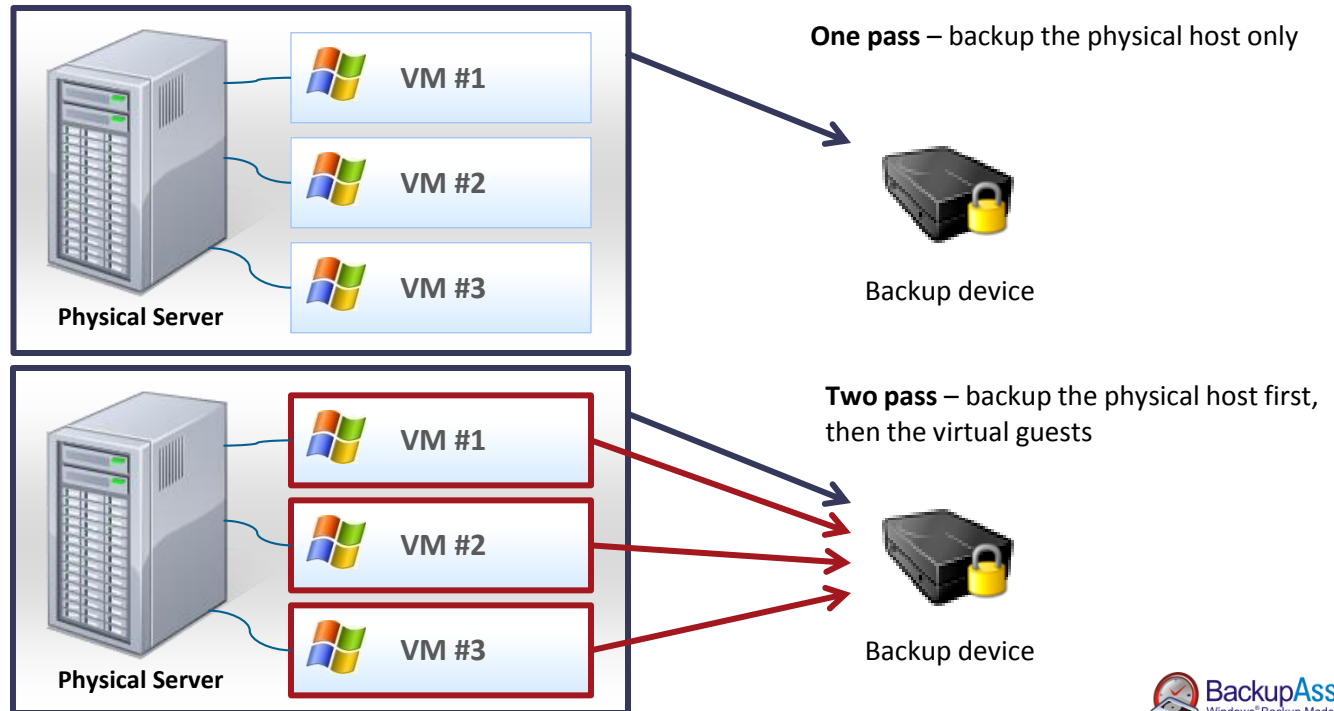 One pass – backup the physical host only
VM #1
VM #2
VM #3
Physical Server
Backup device
Two pass – backup the physical host first,
then the virtual guests
VM #1
VM #2
VM #3
Physical Server
Backup device
BackupAss